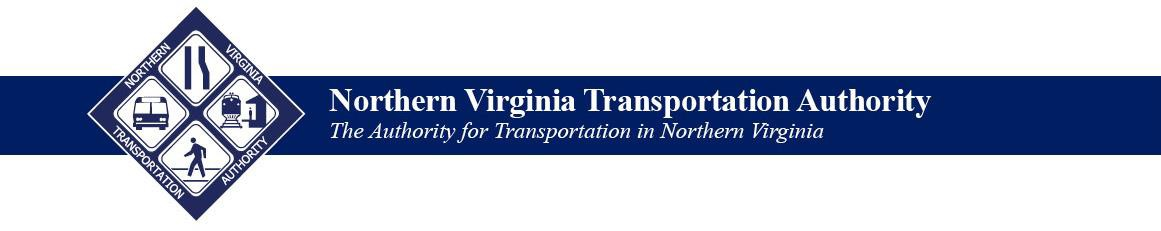 NORTHERN VIRGINIA
TRANSPORTATION AUTHORITY
Northern Virginia Transportation Authority
The Authority for Transportation in Northern Virginia